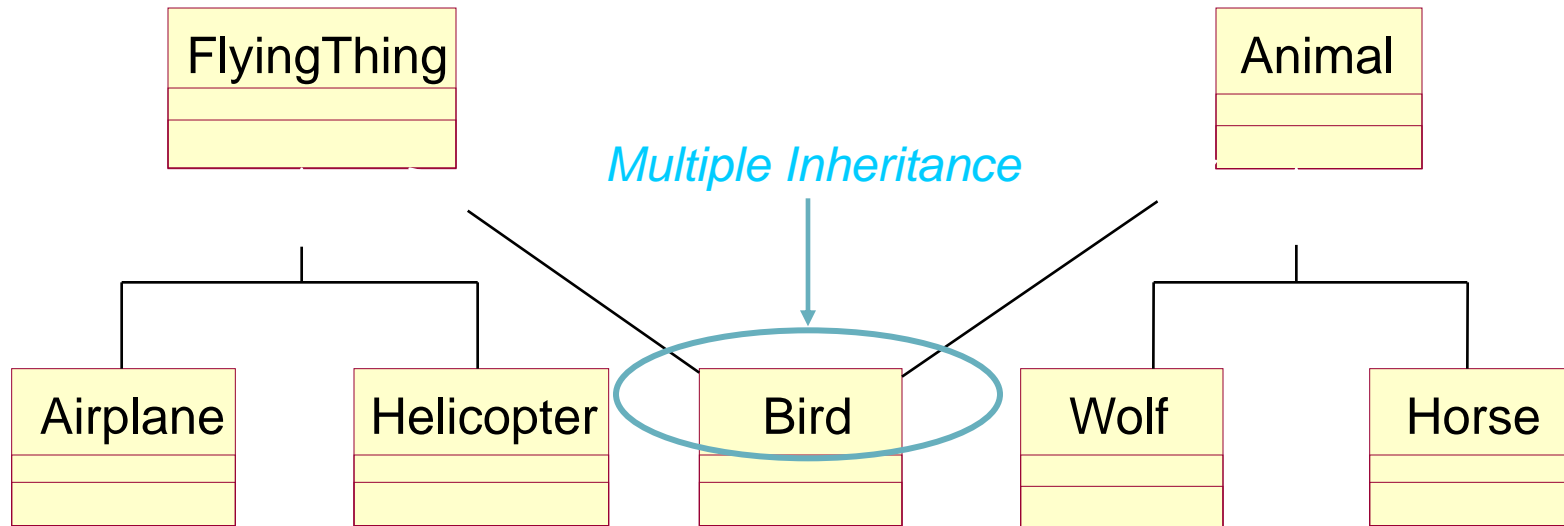 FlyingThing
Animal
Multiple Inheritance
Airplane
Helicopter
Bird
Wolf
Horse